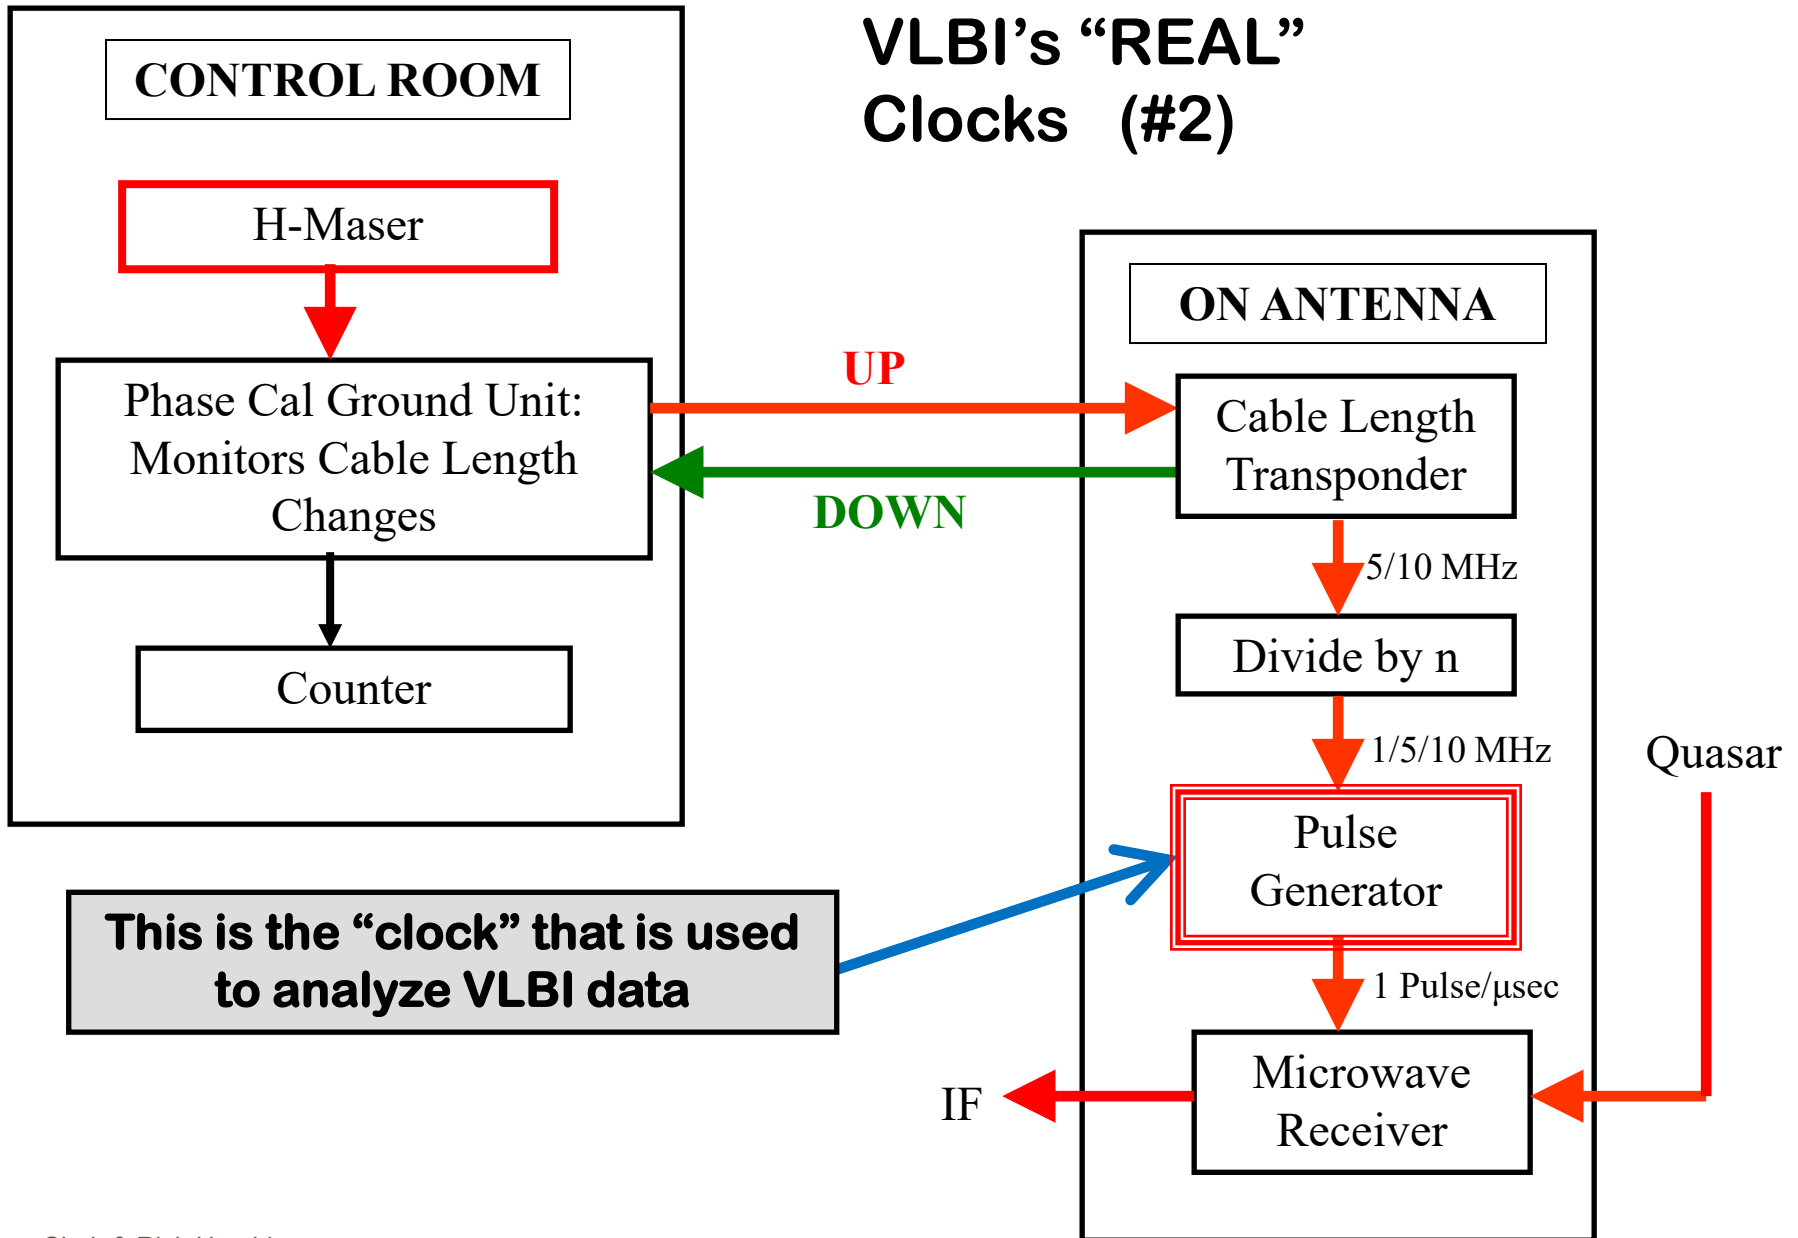 VLBI’s “REAL”
Clocks (#2)
CONTROL ROOM
H-Maser
Phase Cal Ground Unit:
Monitors Cable Length
Changes
Counter
UP
DOWN
ON ANTENNA
Cable Length
Transponder
5/10 MHz
Divide by n
1/5/10 MHz
Quasar
Pulse
Generator
This is the “clock” that is used
to analyze VLBI data
1 Pulse/μsec
Microwave
Receiver
IF